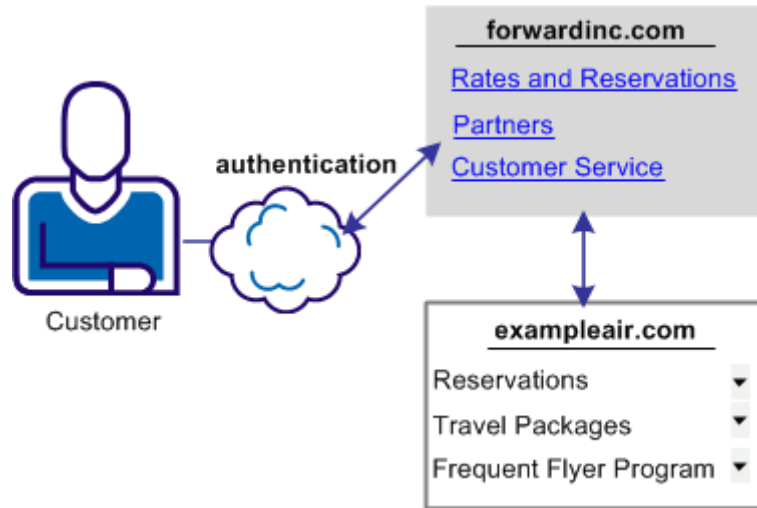 forwardinc.com
Rates and Reservations
Partners
Customer Service
authentication
Customer
exampleair.com
Reservations
Travel Packages
Frequent Flyer Program